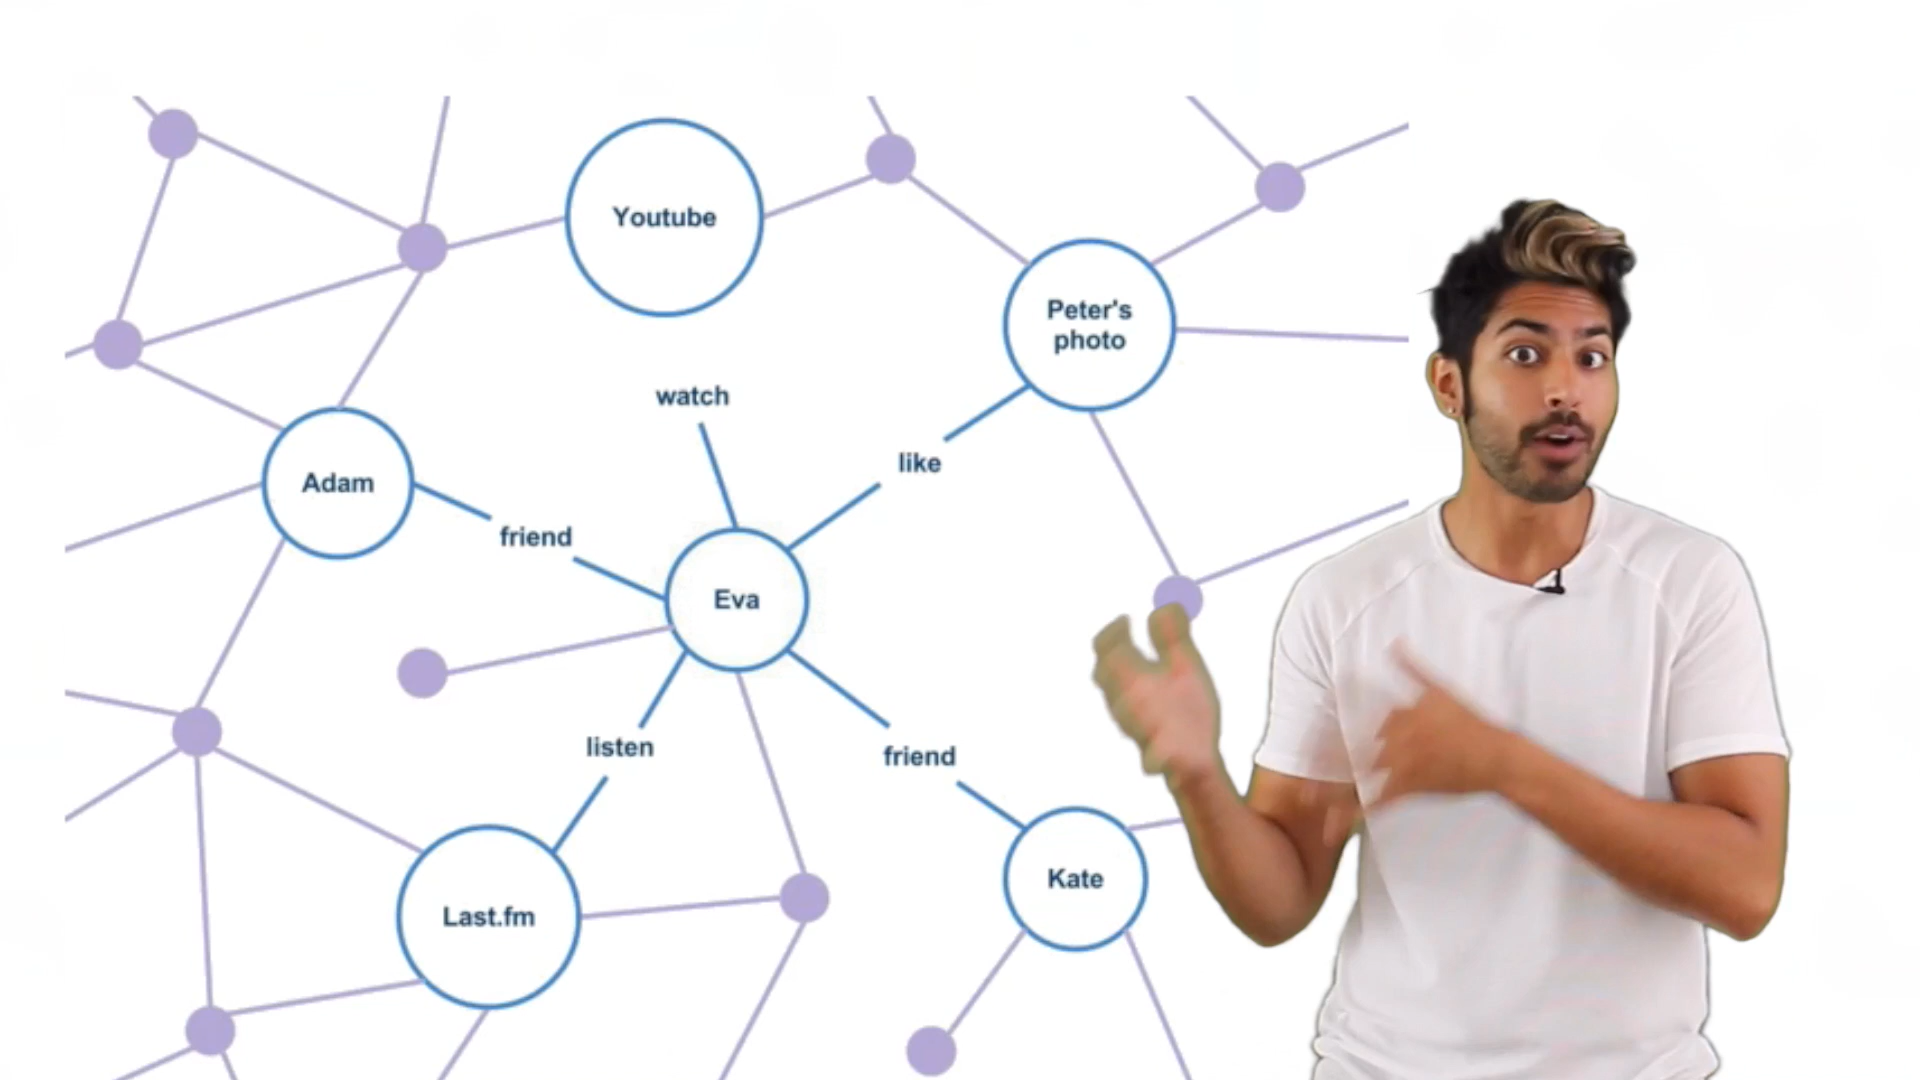 Youtube
Peter's
photo
watch
like
Adam
friend
Eva
listen
friend
Kate
Last.fm